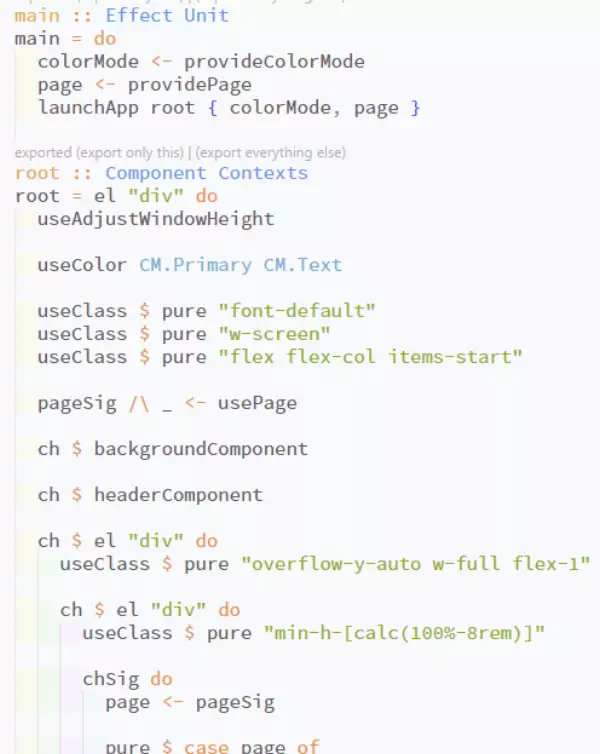 main :: Effect Unit
main = do
  colorMode <- provideColorMode
  page <- providePage
  launchApp root { colorMode, page }
exported (export only this) | (export everything else)
root :: Component Contexts
root = el "div" do
  useAdjustWindowHeight
  useColor CM.Primary CM.Text
  useClass $ pure "font-default"
  useClass $ pure "w-screen"
  useClass $ pure "flex flex-col items-start"
  pageSig /\ _ <- usePage
  ch $ backgroundComponent
  ch $ headerComponent
  ch $ el "div" do
    useClass $ pure "overflow-y-auto w-full flex-1"
    ch $ el "div" do
      useClass $ pure "min-h-[calc(100%-8rem)]"
      chSig do
        page <- pageSig
        pure $ case page of